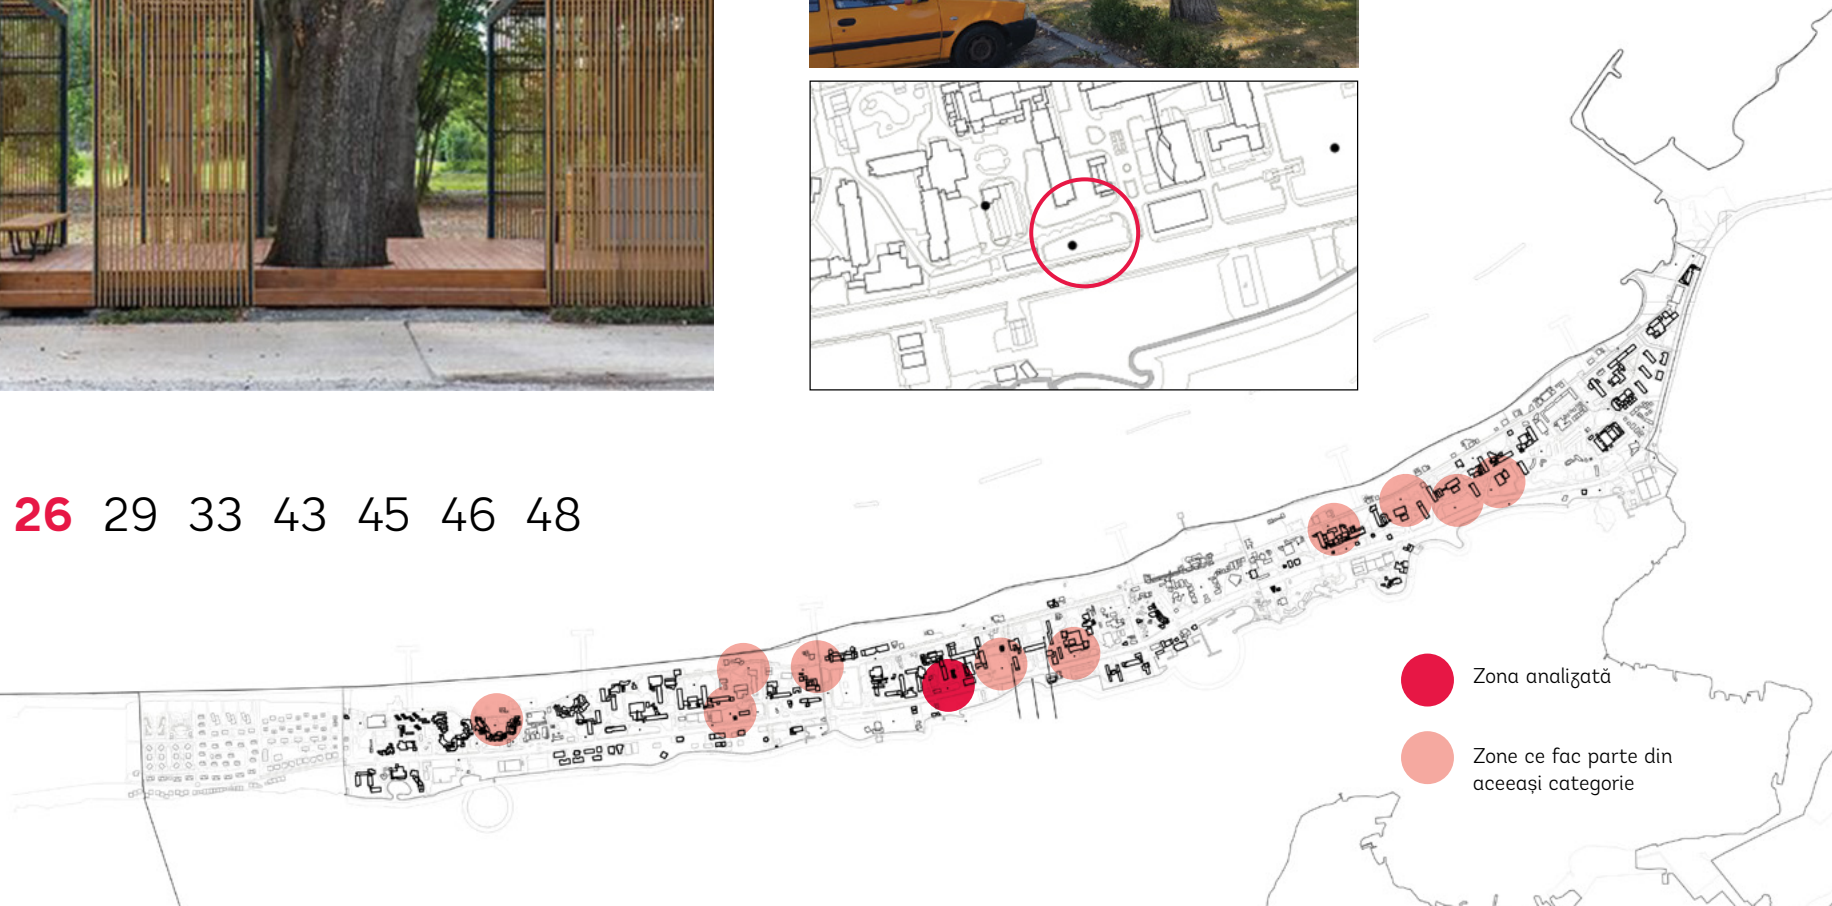 26 29 33 43 45 46 48
Zona analizată
Zone ce fac parte din
aceeași categorie